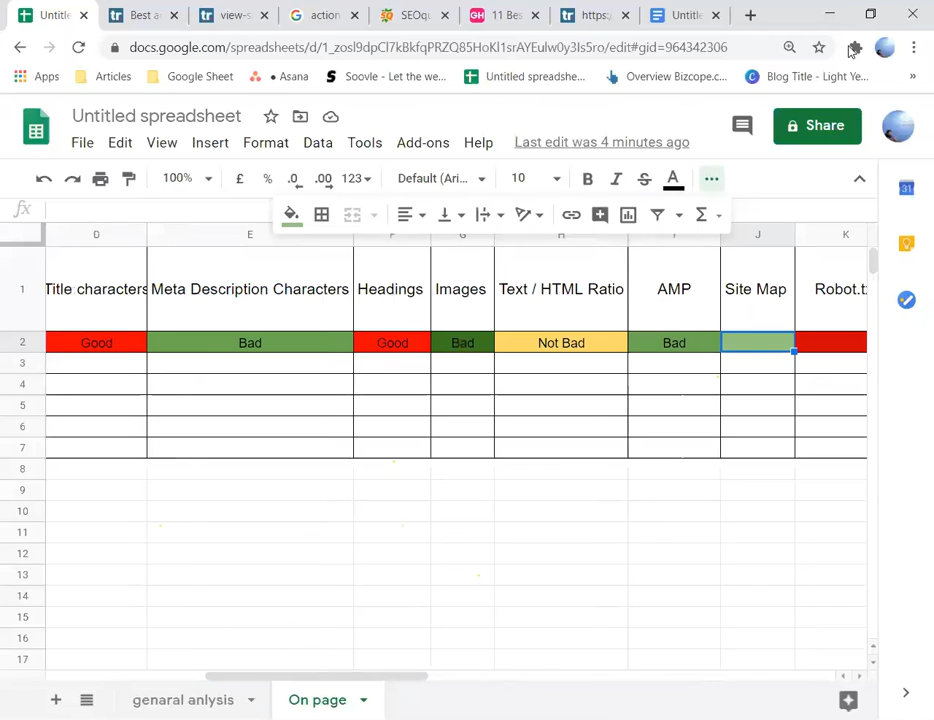 Untitle Best a view-s action SEOqu GH 11 Bes https: Untitle
docs.google.com/spreadsheets/d/1_zosl9dpCl7kBkfpRZQ85HoKl1srAYEulw0y3Is5ro/edit#gid=964342306
Apps Articles Google Sheet • Asana S Soovle - Let the we... Untitled spreadshe... Overview Bizcope.co... C Blog Title - Light Ye... »
Untitled spreadsheet
Share
File Edit View Insert Format Data Tools Add-ons Help Last edit was 4 minutes ago
100% £ % .0 .00 123 Default (Ari... 10 B I S A
31
fx
D E F G H I J K
1 Title characters Meta Description Characters Headings Images Text / HTML Ratio AMP Site Map Robot.t
2 Good Bad Good Bad Not Bad Bad
3
4
5
6
7
8
9
10
11
12
13
14
15
16
17
genaral anlysis On page